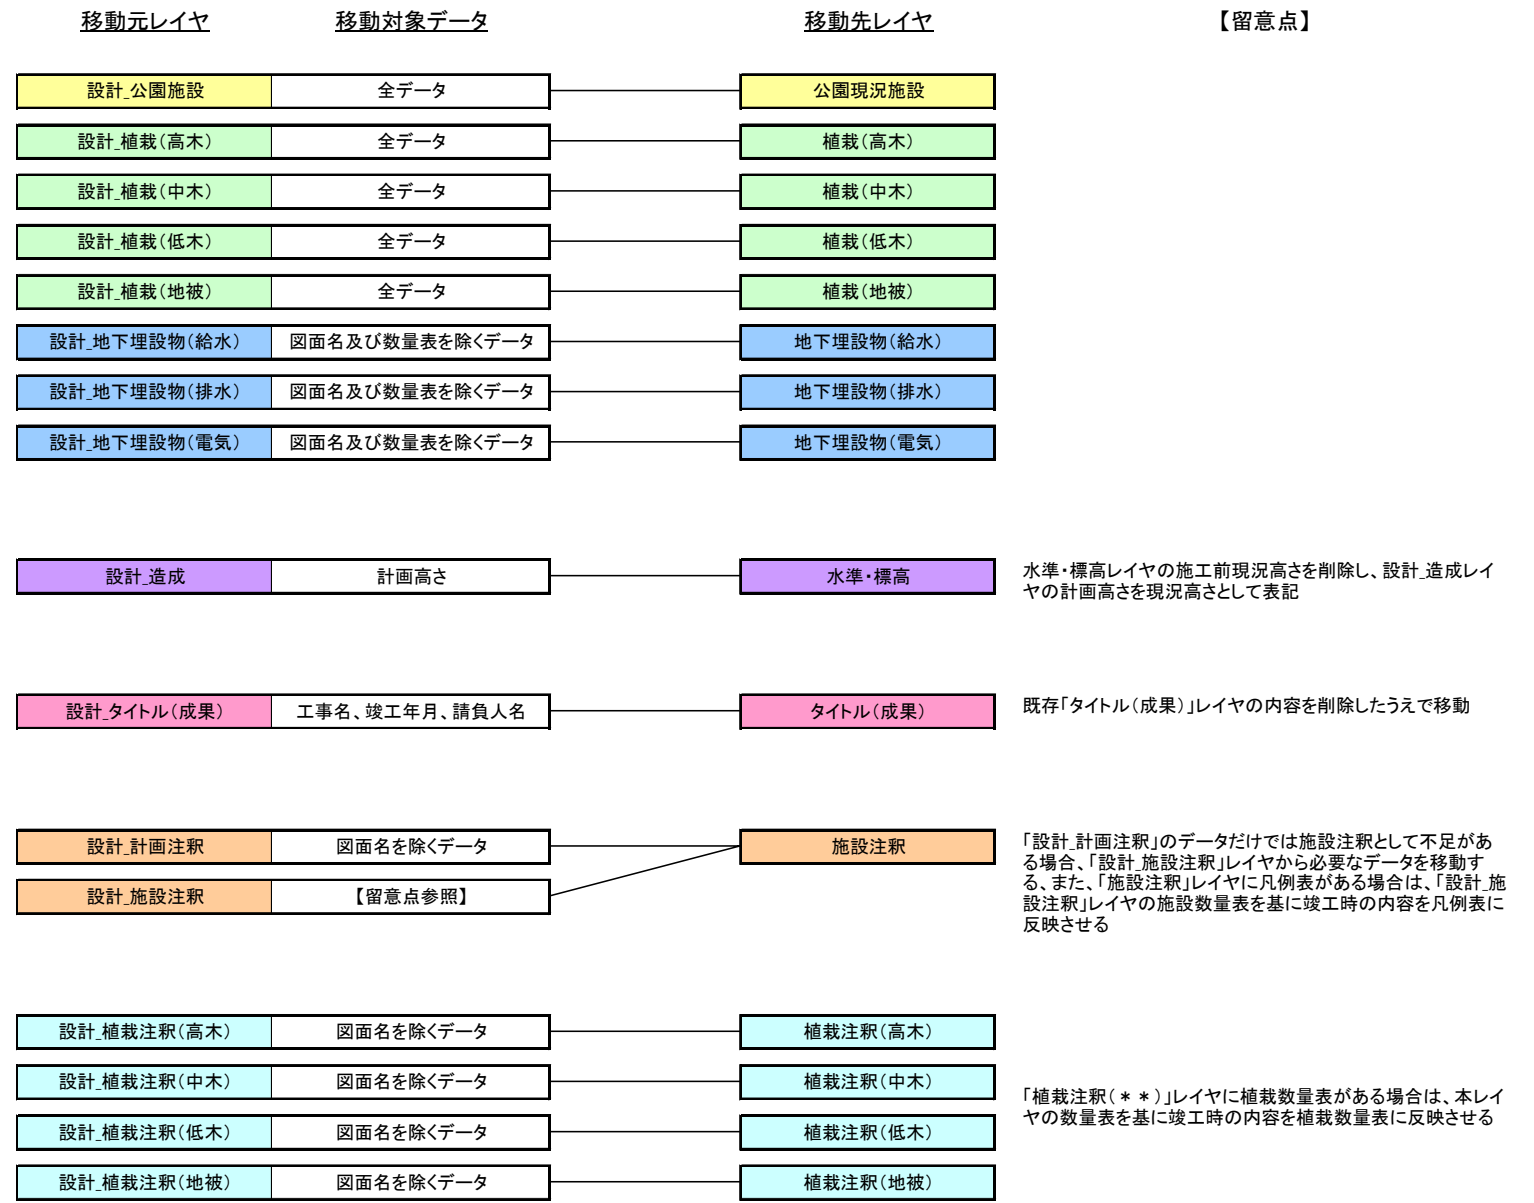 移動元レイヤ 移動対象データ 移動先レイヤ 【留意点】
設計_公園施設 全データ 公園現況施設
設計_植栽(高木) 全データ 植栽(高木)
設計_植栽(中木) 全データ 植栽(中木)
設計_植栽(低木) 全データ 植栽(低木)
設計_植栽(地被) 全データ 植栽(地被)
設計_地下埋設物(給水) 図面名及び数量表を除くデータ 地下埋設物(給水)
設計_地下埋設物(排水) 図面名及び数量表を除くデータ 地下埋設物(排水)
設計_地下埋設物(電気) 図面名及び数量表を除くデータ 地下埋設物(電気)
設計_造成 計画高さ 水準・標高
水準・標高レイヤの施工前現況高さを削除し、設計_造成レイ
ヤの計画高さを現況高さとして表記
設計_タイトル(成果) 工事名、竣工年月、請負人名 タイトル(成果)
既存「タイトル(成果)」レイヤの内容を削除したうえで移動
設計_計画注釈 図面名を除くデータ 施設注釈
設計_施設注釈 【留意点参照】
「設計_計画注釈」のデータだけでは施設注釈として不足があ
る場合、「設計_施設注釈」レイヤから必要なデータを移動す
る、また、「施設注釈」レイヤに凡例表がある場合は、「設計_施
設注釈」レイヤの施設数量表を基に竣工時の内容を凡例表に
反映させる
設計_植栽注釈(高木) 図面名を除くデータ 植栽注釈(高木)
設計_植栽注釈(中木) 図面名を除くデータ 植栽注釈(中木)
設計_植栽注釈(低木) 図面名を除くデータ 植栽注釈(低木)
設計_植栽注釈(地被) 図面名を除くデータ 植栽注釈(地被)
「植栽注釈(**)」レイヤに植栽数量表がある場合は、本レイ
ヤの数量表を基に竣工時の内容を植栽数量表に反映させる